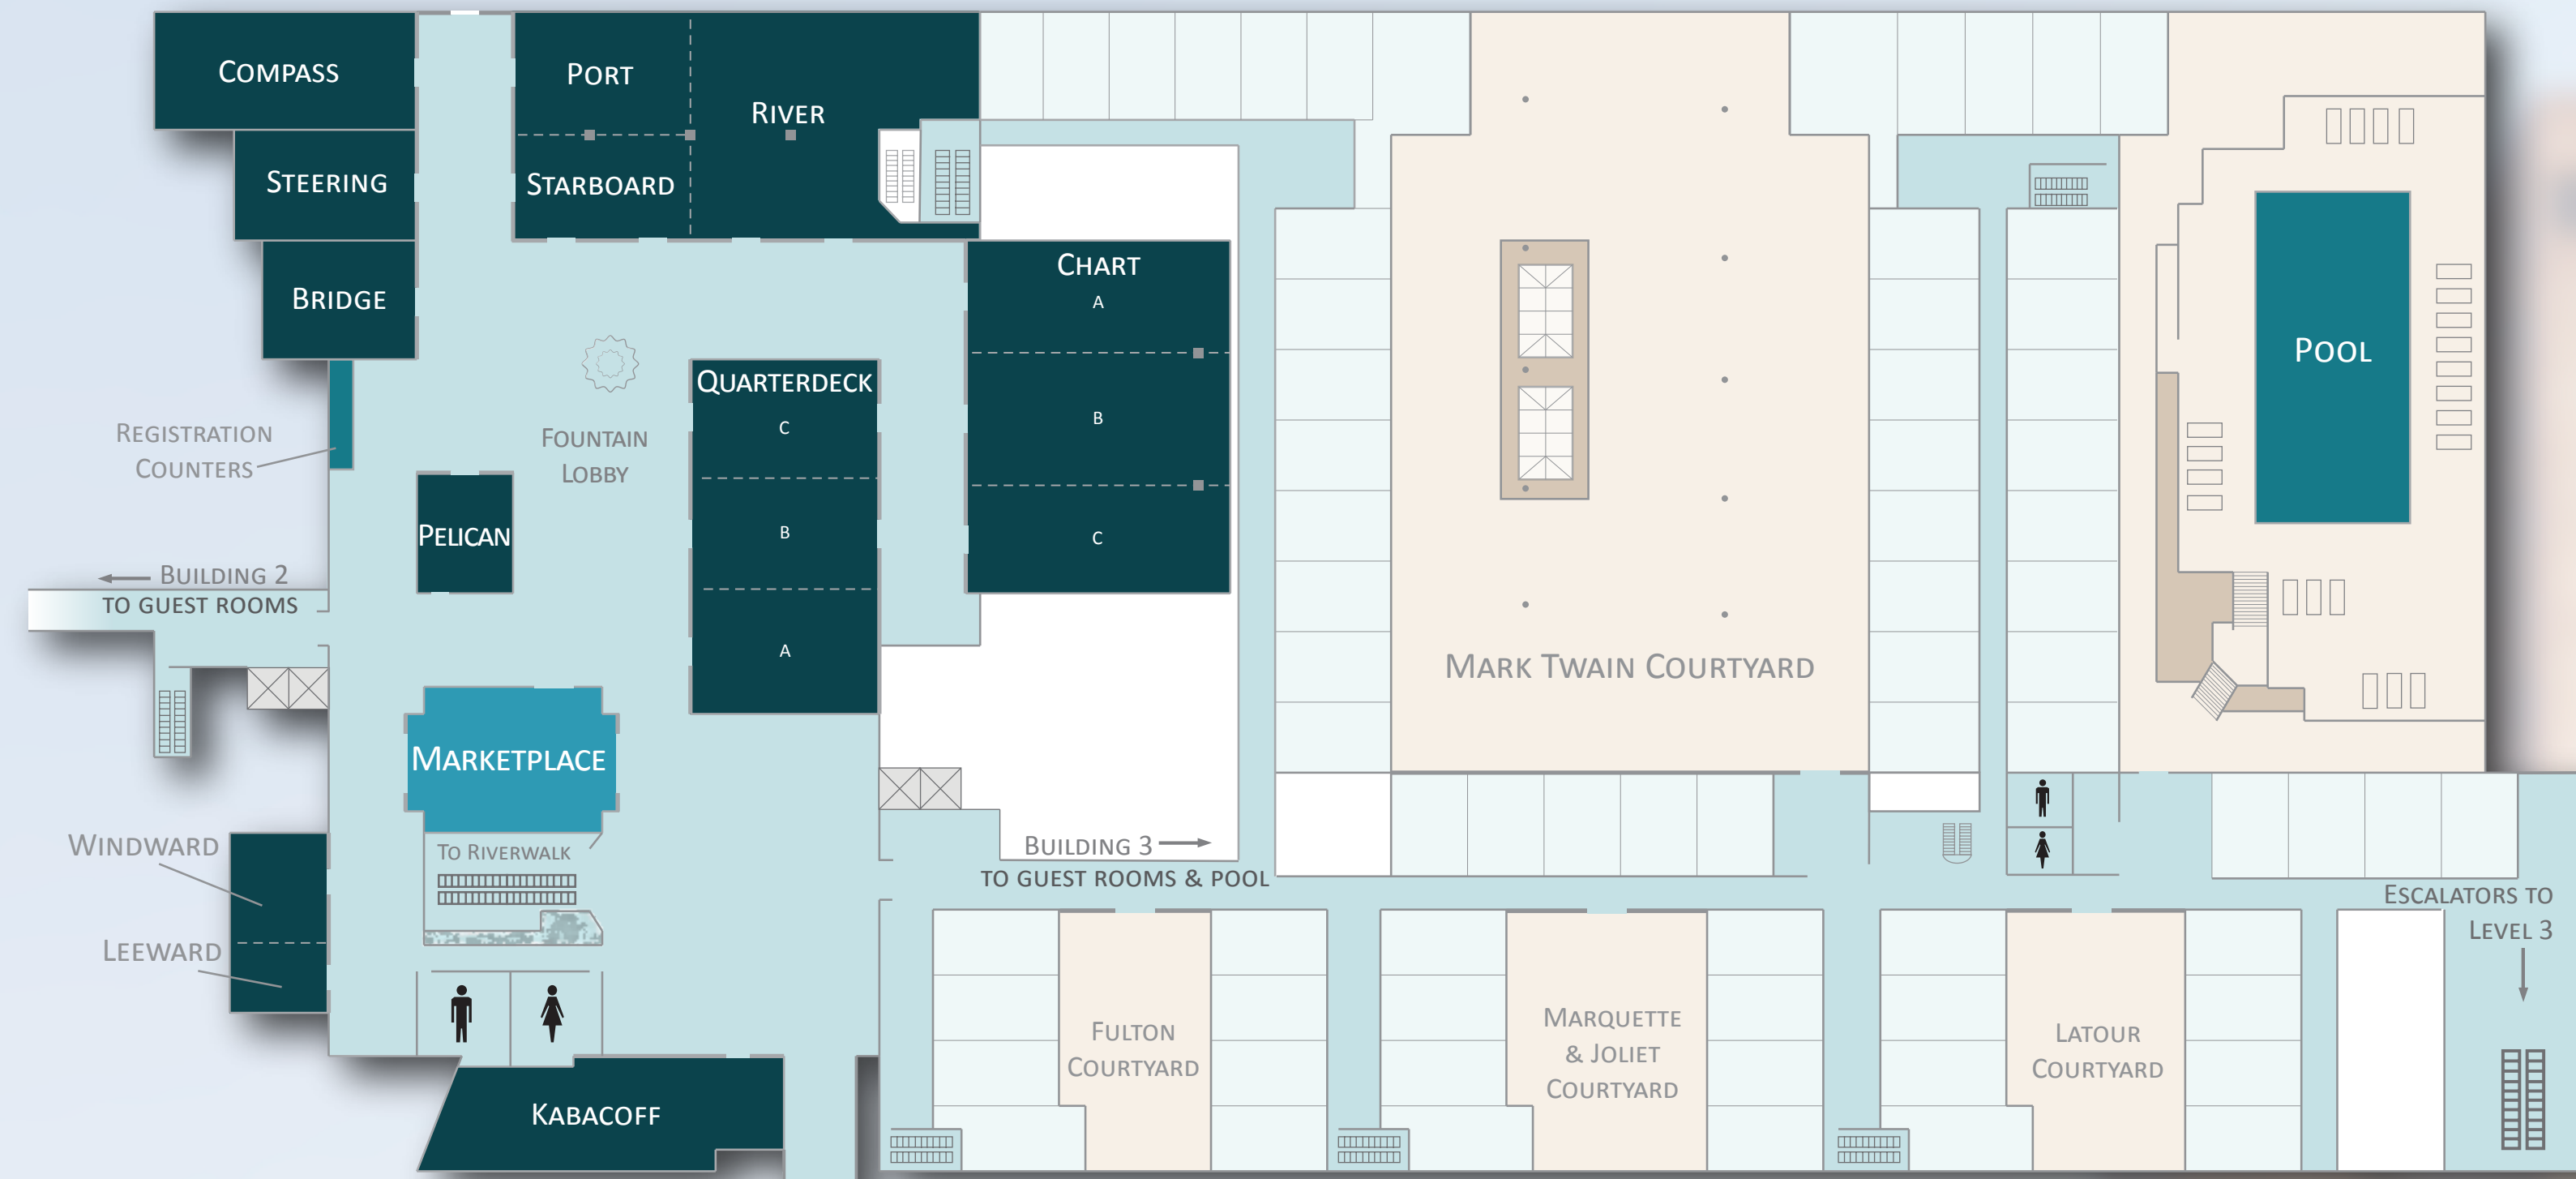 COMPASS
STEERING
BRIDGE
PORT
STARBOARD
RIVER
CHART
A
B
C
QUARTERDECK
C
B
A
REGISTRATION
COUNTERS
FOUNTAIN
LOBBY
PELICAN
BUILDING 2
TO GUEST ROOMS
MARKETPLACE
TO RIVERWALK
WINDWARD
LEEWARD
KABACOFF
BUILDING 3
TO GUEST ROOMS & POOL
MARK TWAIN COURTYARD
POOL
FULTON
COURTYARD
MARQUETTE
& JOLIET
COURTYARD
LATOUR
COURTYARD
ESCALATORS TO
LEVEL 3